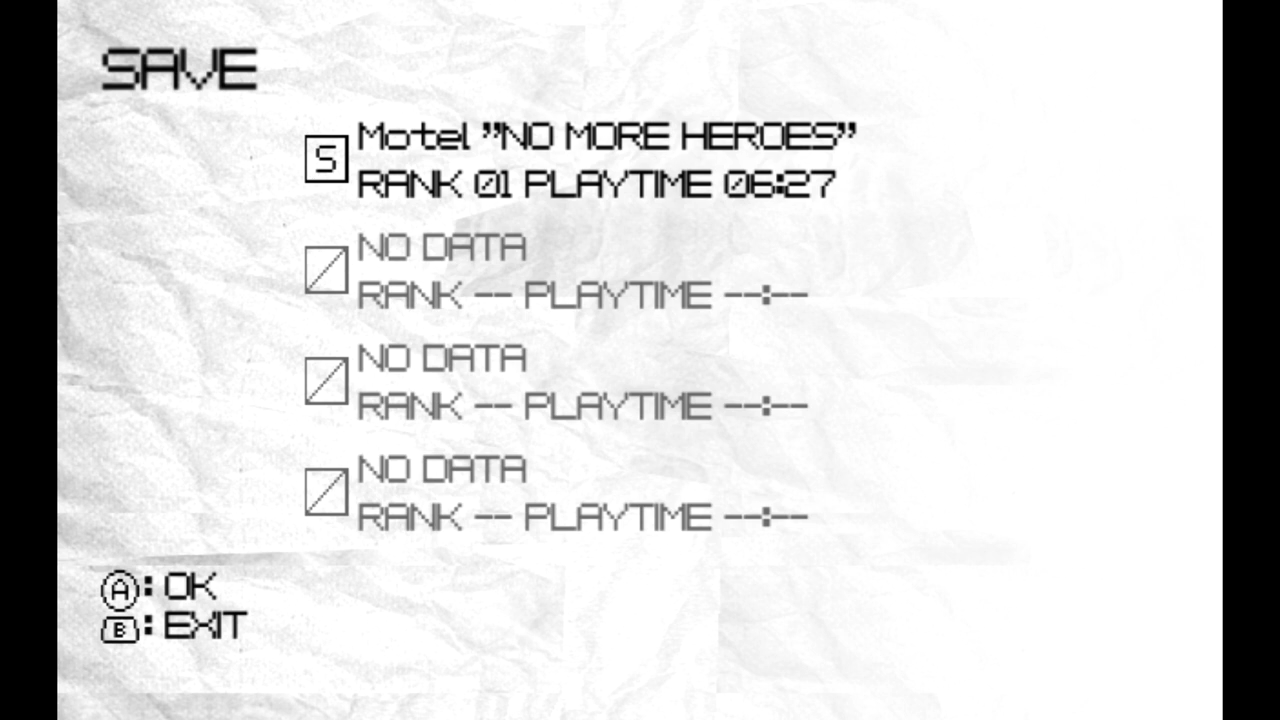 SAVE
S
Motel ”NO MORE HEROES”
RANK 01 PLAYTIME 06:27
NO DATA
RANK -- PLAYTIME --:--
NO DATA
RANK -- PLAYTIME --:--
NO DATA
RANK -- PLAYTIME --:--
A: OK
B: EXIT